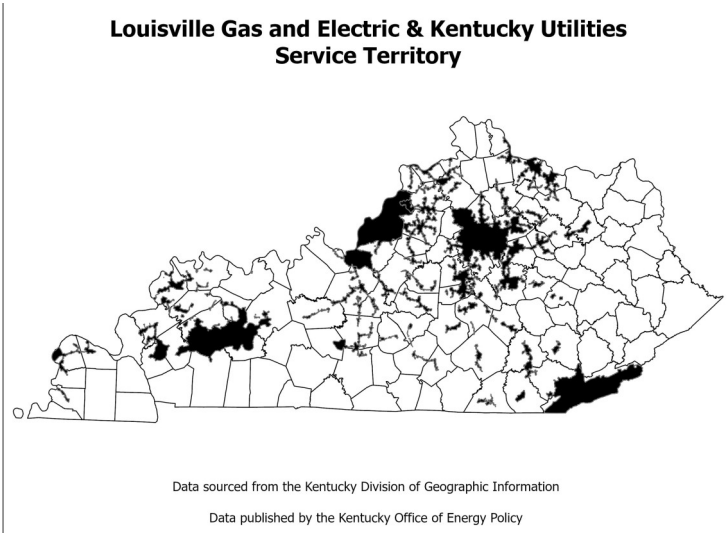 Louisville Gas and Electric & Kentucky Utilities
Service Territory
Data sourced from the Kentucky Division of Geographic Information
Data published by the Kentucky Office of Energy Policy